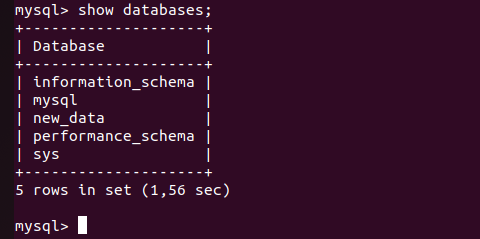 mysql> show databases;
+--------------------+
| Database           |
+--------------------+
| information_schema |
| mysql              |
| new_data           |
| performance_schema |
| sys                |
+--------------------+
5 rows in set (1,56 sec)
mysql>